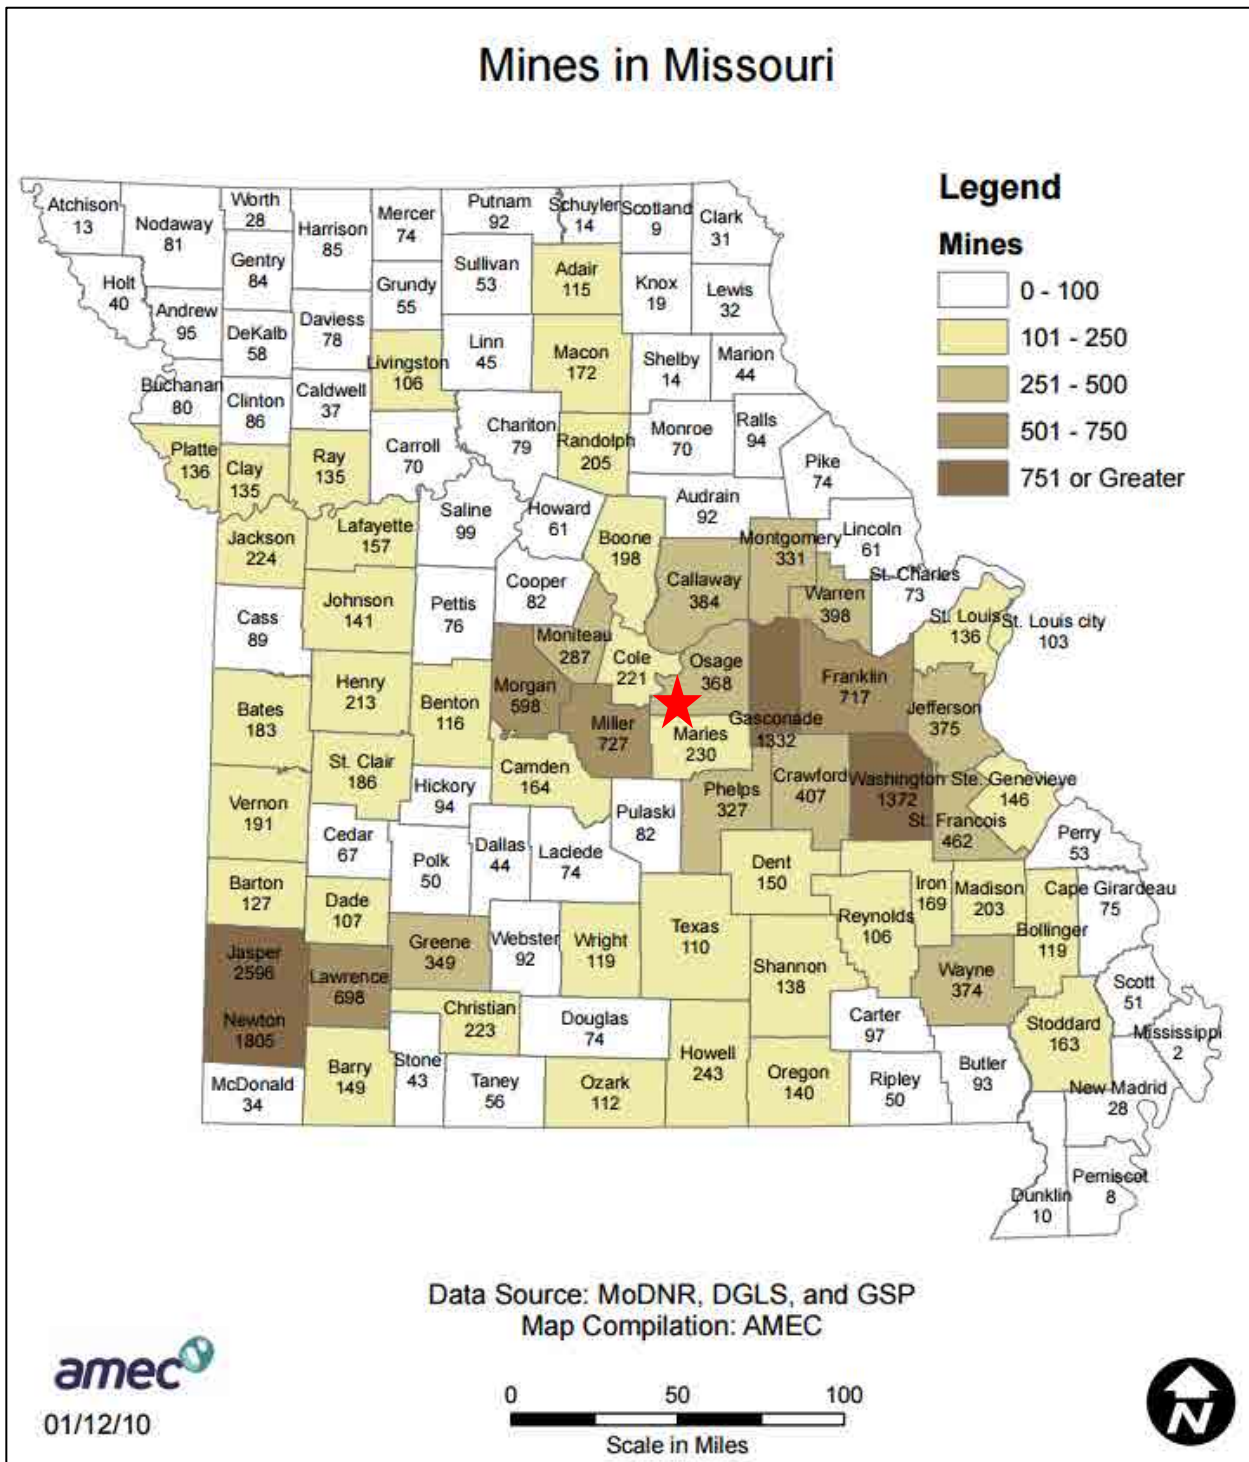 Mines in Missouri
Legend
Mines
0 - 100
101 - 250
251 - 500
501 - 750
751 or Greater
Atchison
13
Nodaway
81
Worth
28
Harrison
85
Mercer
74
Putnam
92
Schuyler
14
Scotland
9
Clark
31
Holt
40
Gentry
84
Grundy
55
Sullivan
53
Adair
115
Knox
19
Lewis
32
Andrew
95
DeKalb
58
Daviess
78
Livingston
106
Linn
45
Macon
172
Shelby
14
Marion
44
Buchanan
80
Clinton
86
Caldwell
37
Carroll
70
Chariton
79
Randolph
205
Monroe
70
Ralls
94
Pike
74
Platte
136
Clay
135
Ray
135
Saline
99
Howard
61
Audrain
92
Jackson
224
Lafayette
157
Boone
198
Callaway
384
Montgomery
331
Lincoln
61
Warren
398
St. Charles
73
St. Louis
136
St. Louis city
103
Cass
89
Johnson
141
Pettis
76
Cooper
82
Moniteau
287
Cole
221
Osage
368
Gasconade
1332
Franklin
717
Jefferson
375
Bates
183
Henry
213
Benton
116
Morgan
598
Miller
727
Maries
230
St. Clair
186
Hickory
94
Camden
164
Pulaski
82
Phelps
327
Crawford
407
Washington
1372
Ste. Genevieve
146
St. Francois
462
Perry
53
Vernon
191
Cedar
67
Polk
50
Dallas
44
Laclede
74
Dent
150
Iron
169
Madison
203
Cape Girardeau
75
Bollinger
119
Barton
127
Dade
107
Greene
349
Webster
92
Wright
119
Texas
110
Shannon
138
Reynolds
106
Wayne
374
Scott
51
Mississippi
2
Jasper
2596
Lawrence
698
Newton
1805
Christian
223
Douglas
74
Howell
243
Carter
97
Butler
93
Stoddard
163
New Madrid
28
McDonald
34
Barry
149
Stone
43
Taney
56
Ozark
112
Oregon
140
Ripley
50
Dunklin
10
Pemiscot
8
Data Source: MoDNR, DGLS, and GSP
Map Compilation: AMEC
amec
01/12/10
0 50 100
Scale in Miles
N